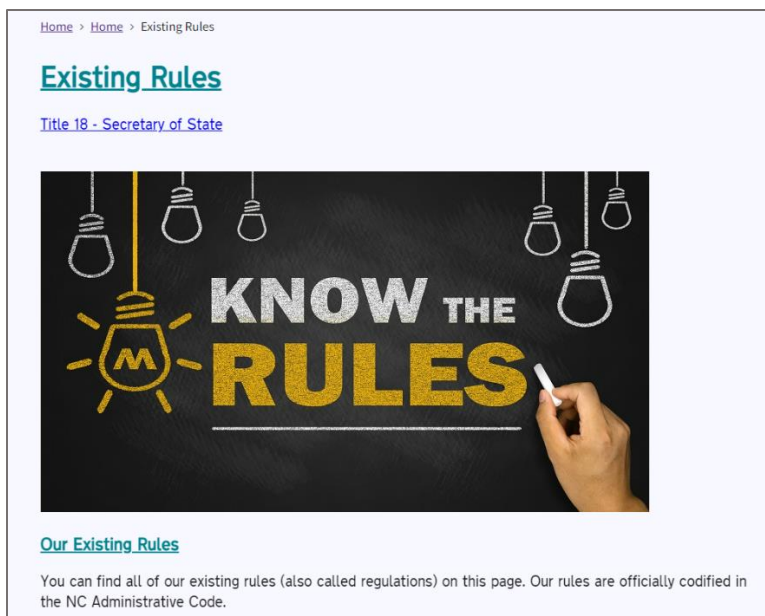 Home > Home > Existing Rules
Existing Rules
Title 18 - Secretary of State
KNOW THE
RULES
Our Existing Rules
You can find all of our existing rules (also called regulations) on this page. Our rules are officially codified in
the NC Administrative Code.